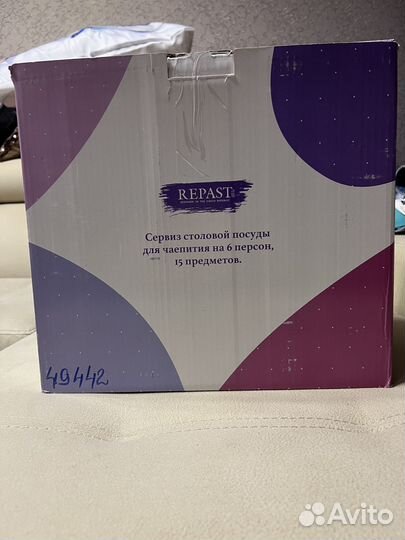 REPAST
Сервиз столовой посуды
для чаепития на 6 персон,
15 предметов.
49442
Avito